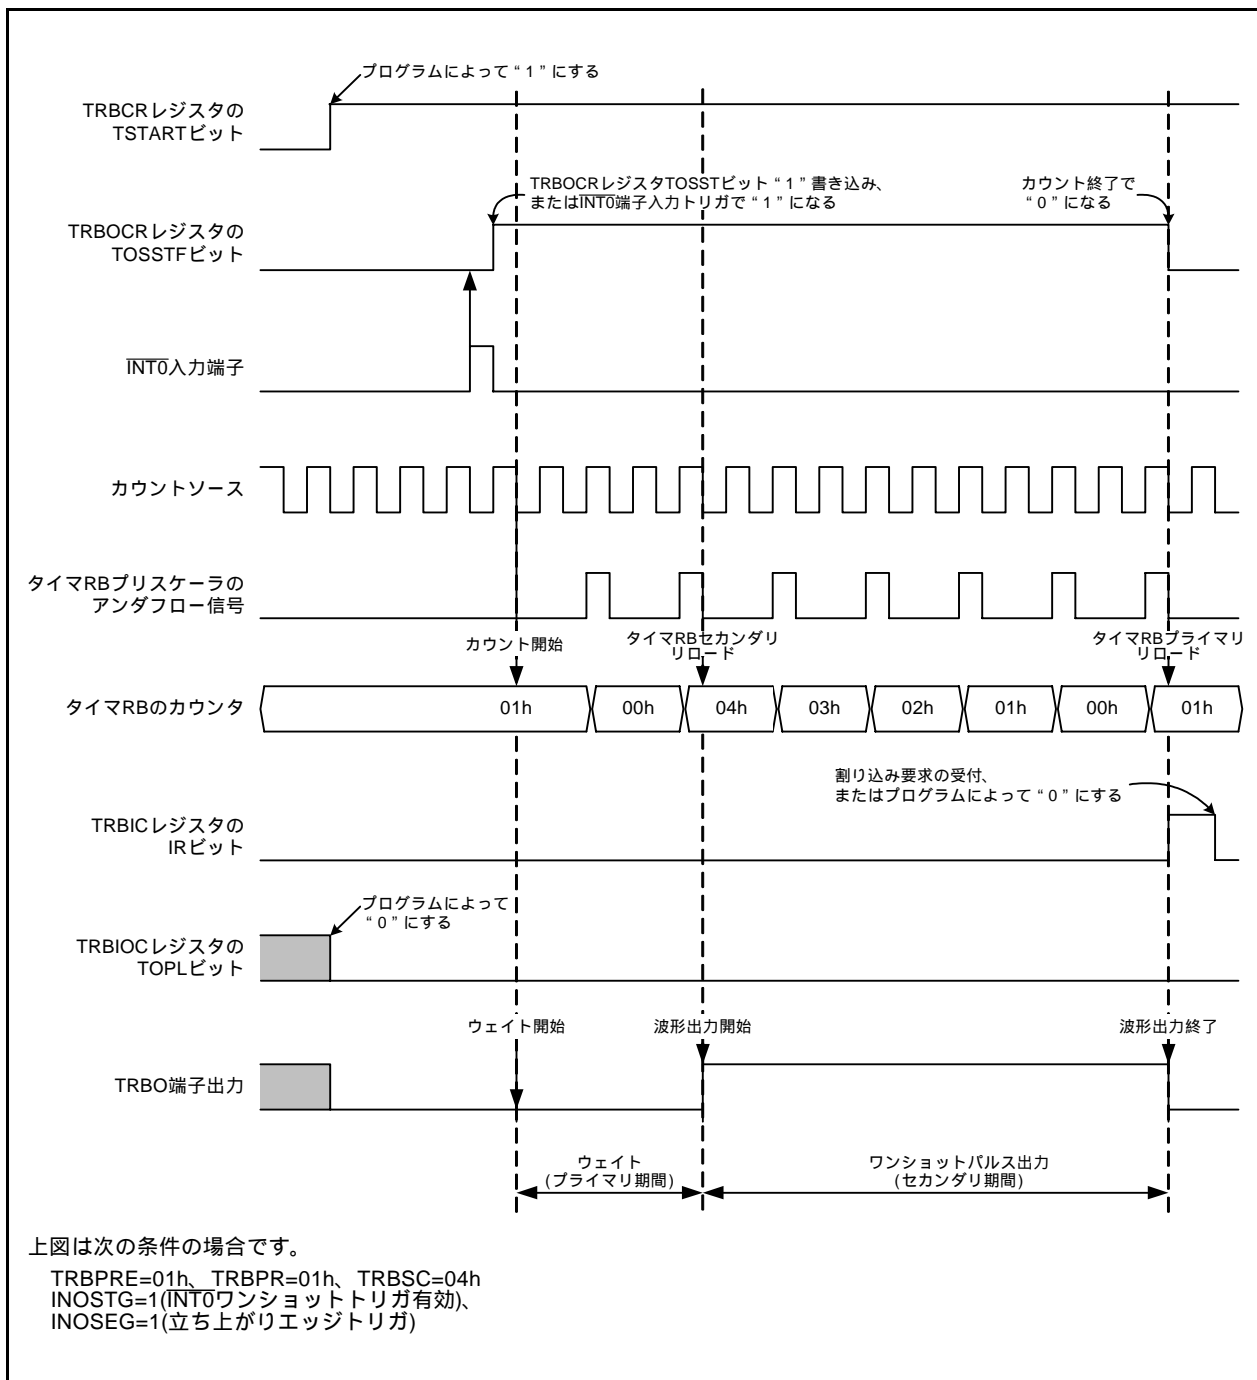 プログラムによって “ 1 ” にする
TRBCRレジスタの
TSTARTビット
TRBOCRレジスタTOSSTビット “ 1 ” 書き込み、
またはINT0端子入力トリガで “ 1 ” になる
カウント終了で
“ 0 ” になる
TRBOCRレジスタの
TOSSTFビット
INT0入力端子
カウントソース
タイマRBプリスケーラの
アンダフロー信号
カウント開始
タイマRBセカンダリ
リロード
タイマRBプライマリ
リロード
タイマRBのカウンタ
01h
00h
04h
03h
02h
01h
00h
01h
割り込み要求の受付、
またはプログラムによって “ 0 ” にする
TRBICレジスタの
IRビット
プログラムによって
“ 0 ” にする
TRBIOCレジスタの
TOPLビット
ウェイト開始
波形出力開始
波形出力終了
TRBO端子出力
ウェイト
(プライマリ期間)
ワンショットパルス出力
(セカンダリ期間)
上図は次の条件の場合です。
TRBPRE=01h、TRBPR=01h、TRBSC=04h
INOSTG=1(INT0ワンショットトリガ有効)、
INOSEG=1(立ち上がりエッジトリガ)